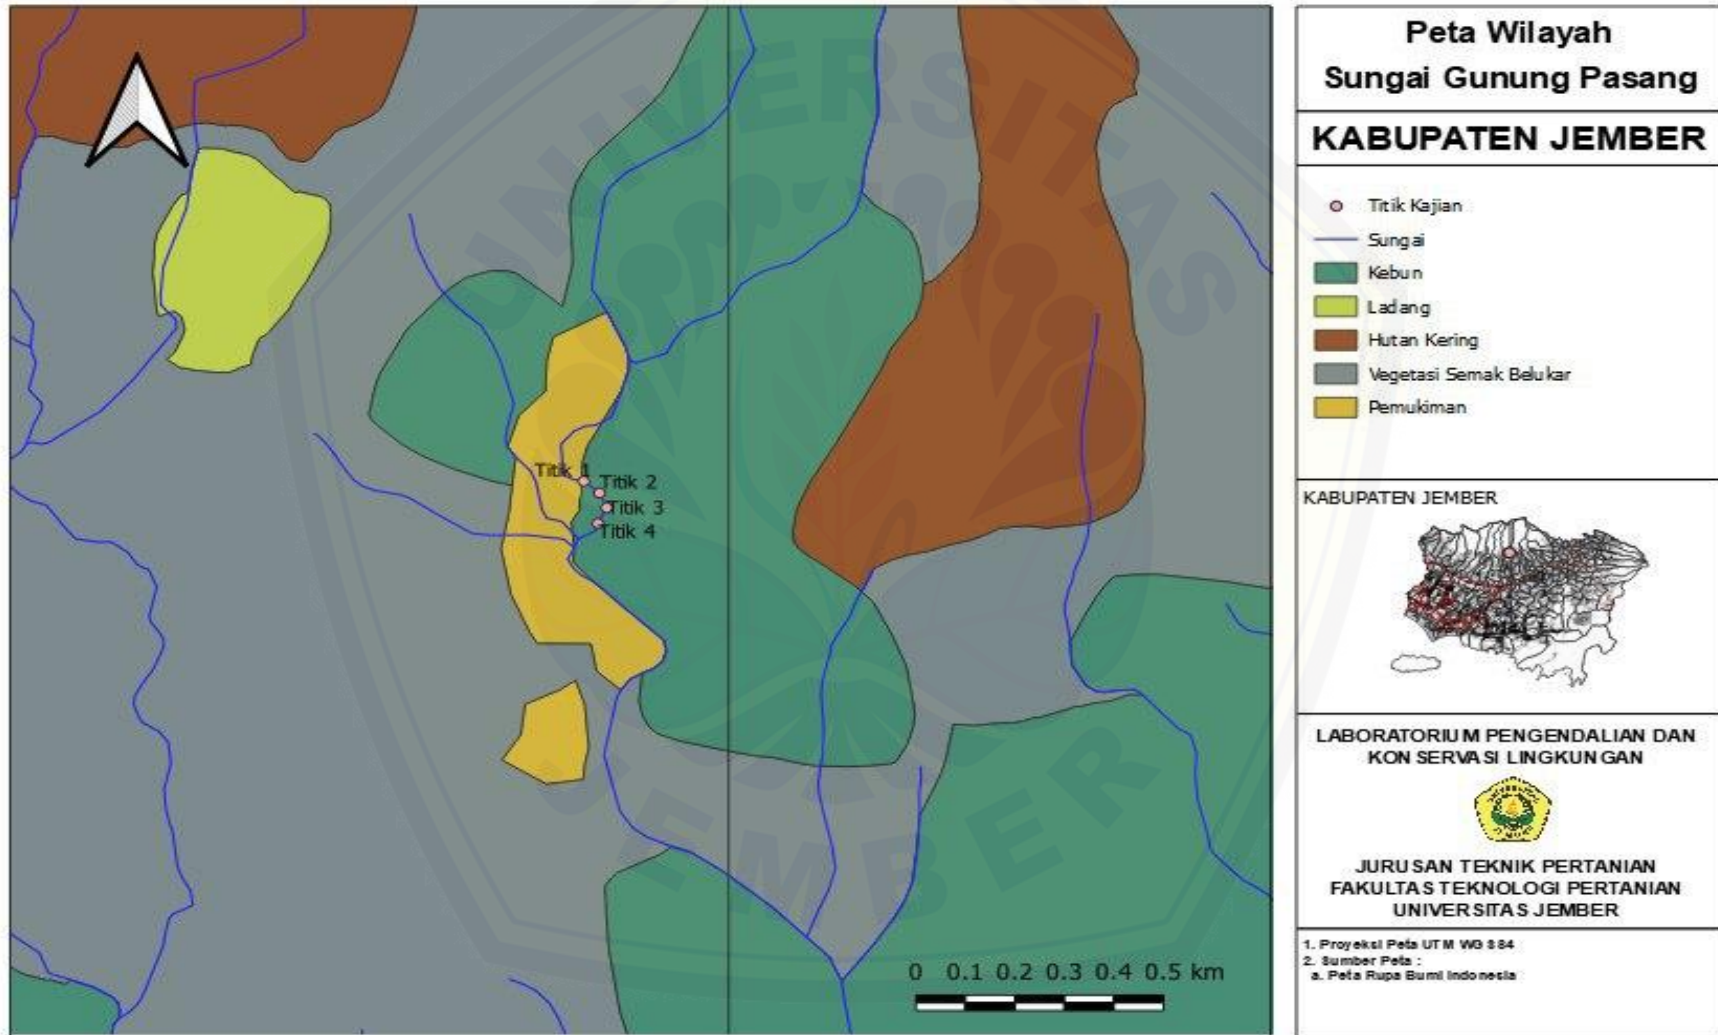 Peta Wilayah
Sungai Gunung Pasang
KABUPATEN JEMBER
Titik Kajian
Sungai
Kebun
Ladang
Hutan Kering
Vegetasi Semak Belukar
Pemukiman
KABUPATEN JEMBER
LABORATORIUM PENGENDALIAN DAN
KONSERVASI LINGKUNGAN
JURUSAN TEKNIK PERTANIAN
FAKULTAS TEKNOLOGI PERTANIAN
UNIVERSITAS JEMBER
1. Proyeksi Peta UTM WGS84
2. Sumber Peta :
a. Peta Rupa Bumi Indonesia
Titik 1
Titik 2
Titik 3
Titik 4
0 0.1 0.2 0.3 0.4 0.5 km
UNIVERSITAS
JEMBER